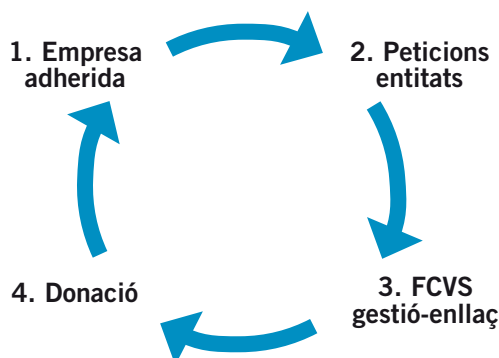 1. Empresa
adherida
2. Peticions
entitats
3. FCVS
gestió-enllaç
4. Donació